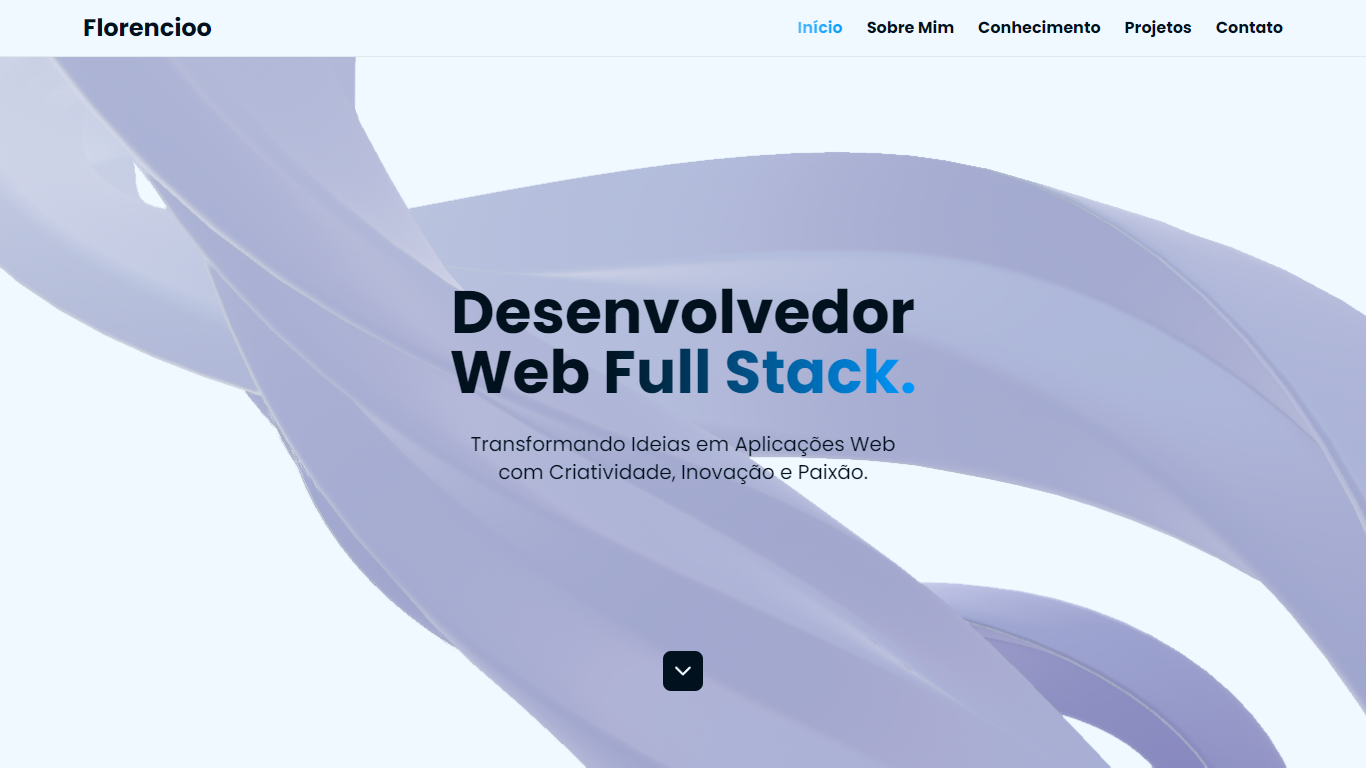 Florencioo
Início Sobre Mim Conhecimento Projetos Contato
Desenvolvedor
Web Full Stack.
Transformando Ideias em Aplicações Web
com Criatividade, Inovação e Paixão.